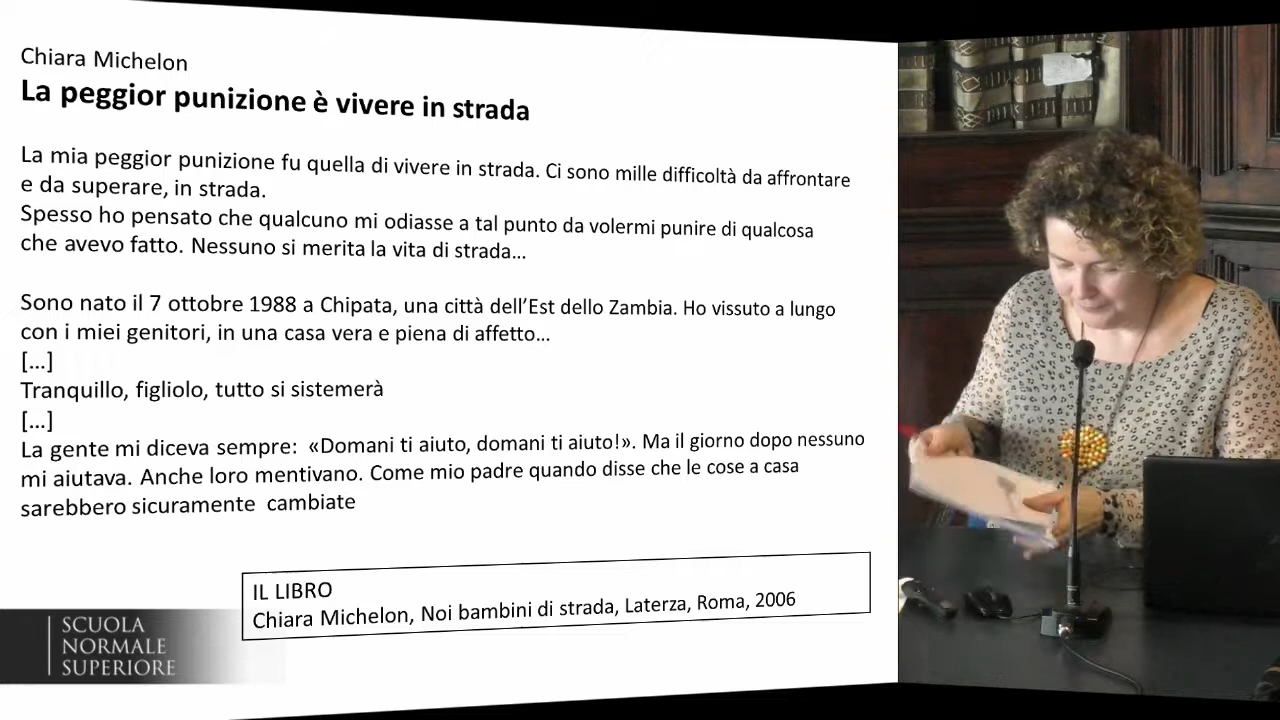 Chiara Michelon
La peggior punizione è vivere in strada
La mia peggior punizione fu quella di vivere in strada. Ci sono mille difficoltà da affrontare
e da superare, in strada.
Spesso ho pensato che qualcuno mi odiasse a tal punto da volermi punire di qualcosa
che avevo fatto. Nessuno si merita la vita di strada…
Sono nato il 7 ottobre 1988 a Chipata, una città dell’Est dello Zambia. Ho vissuto a lungo
con i miei genitori, in una casa vera e piena di affetto…
[…]
Tranquillo, figliolo, tutto si sistemerà
[…]
La gente mi diceva sempre: «Domani ti aiuto, domani ti aiuto!». Ma il giorno dopo nessuno
mi aiutava. Anche loro mentivano. Come mio padre quando disse che le cose a casa
sarebbero sicuramente cambiate
IL LIBRO
Chiara Michelon, Noi bambini di strada, Laterza, Roma, 2006
SCUOLA
NORMALE
SUPERIORE